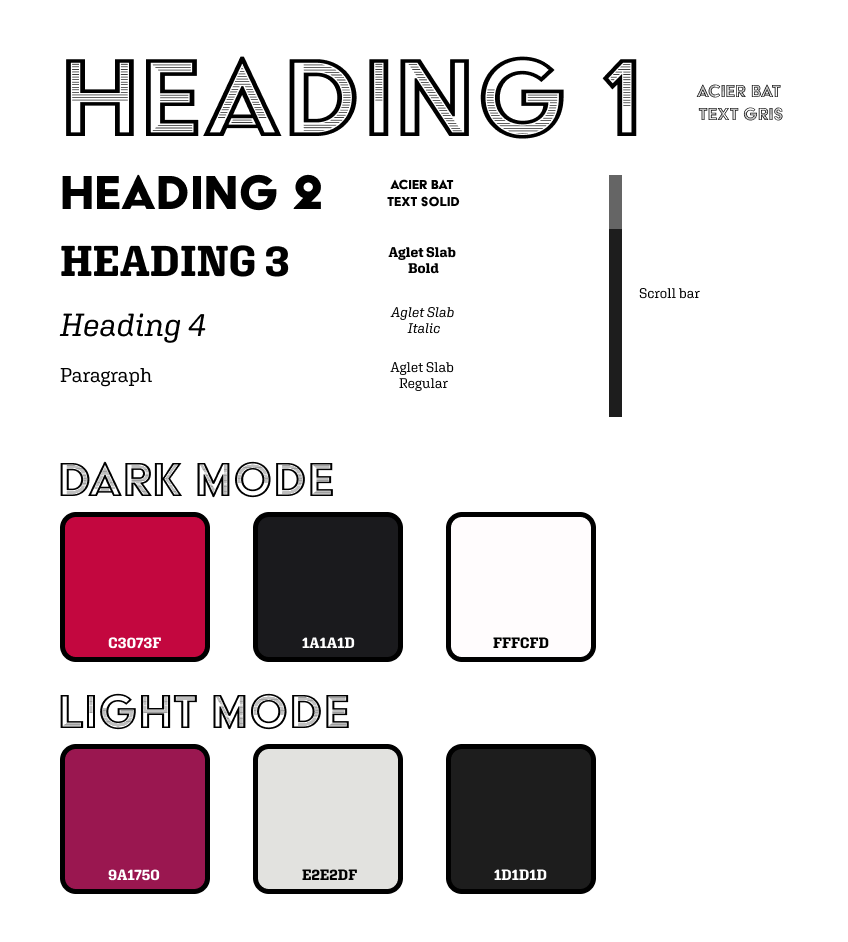 HEADING 1
ACIER BAT
TEXT GRIS
HEADING 2
ACIER BAT
TEXT SOLID
HEADING 3
Aglet Slab
Bold
Heading 4
Aglet Slab
Italic
Scroll bar
Paragraph
Aglet Slab
Regular
DARK MODE
C3073F
1A1A1D
FFFCFD
LIGHT MODE
9A1750
E2E2DF
1D1D1D